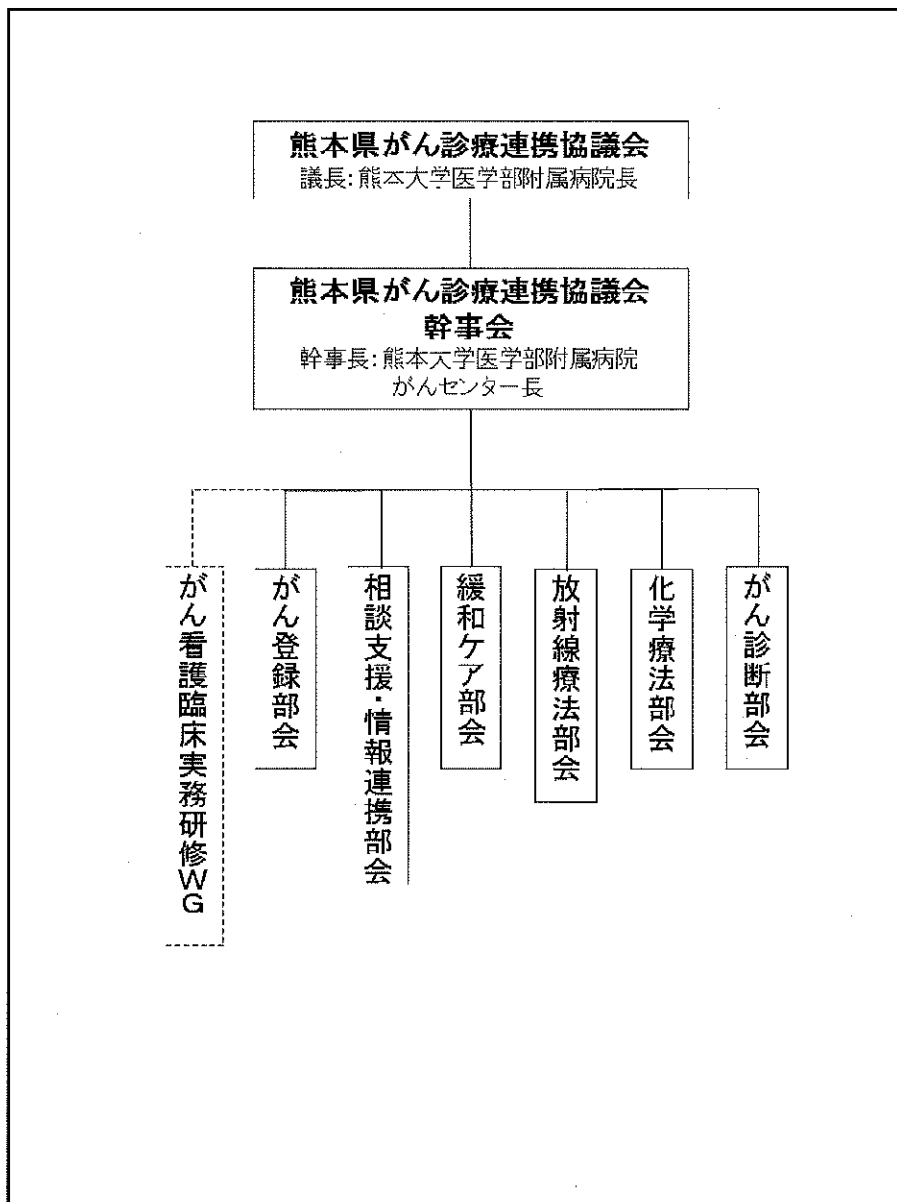 熊本県がん診療連携協議会
議長:熊本大学医学部附属病院長
熊本県がん診療連携協議会
幹事会
幹事長:熊本大学医学部附属病院
がんセンター長
がん看護臨床実務研修WG
がん登録部会
相談支援・情報連携部会
緩和ケア部会
放射線療法部会
化学療法部会
がん診断部会